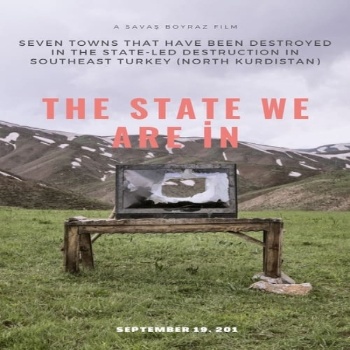 A SAVAŞ BOYRAZ FILM
SEVEN TOWNS THAT HAVE BEEN DESTROYED
IN THE STATE-LED DESTRUCTION IN
SOUTHEAST TURKEY (NORTH KURDISTAN)
THE STATE WE
ARE İN
SEPTEMBER 19, 201